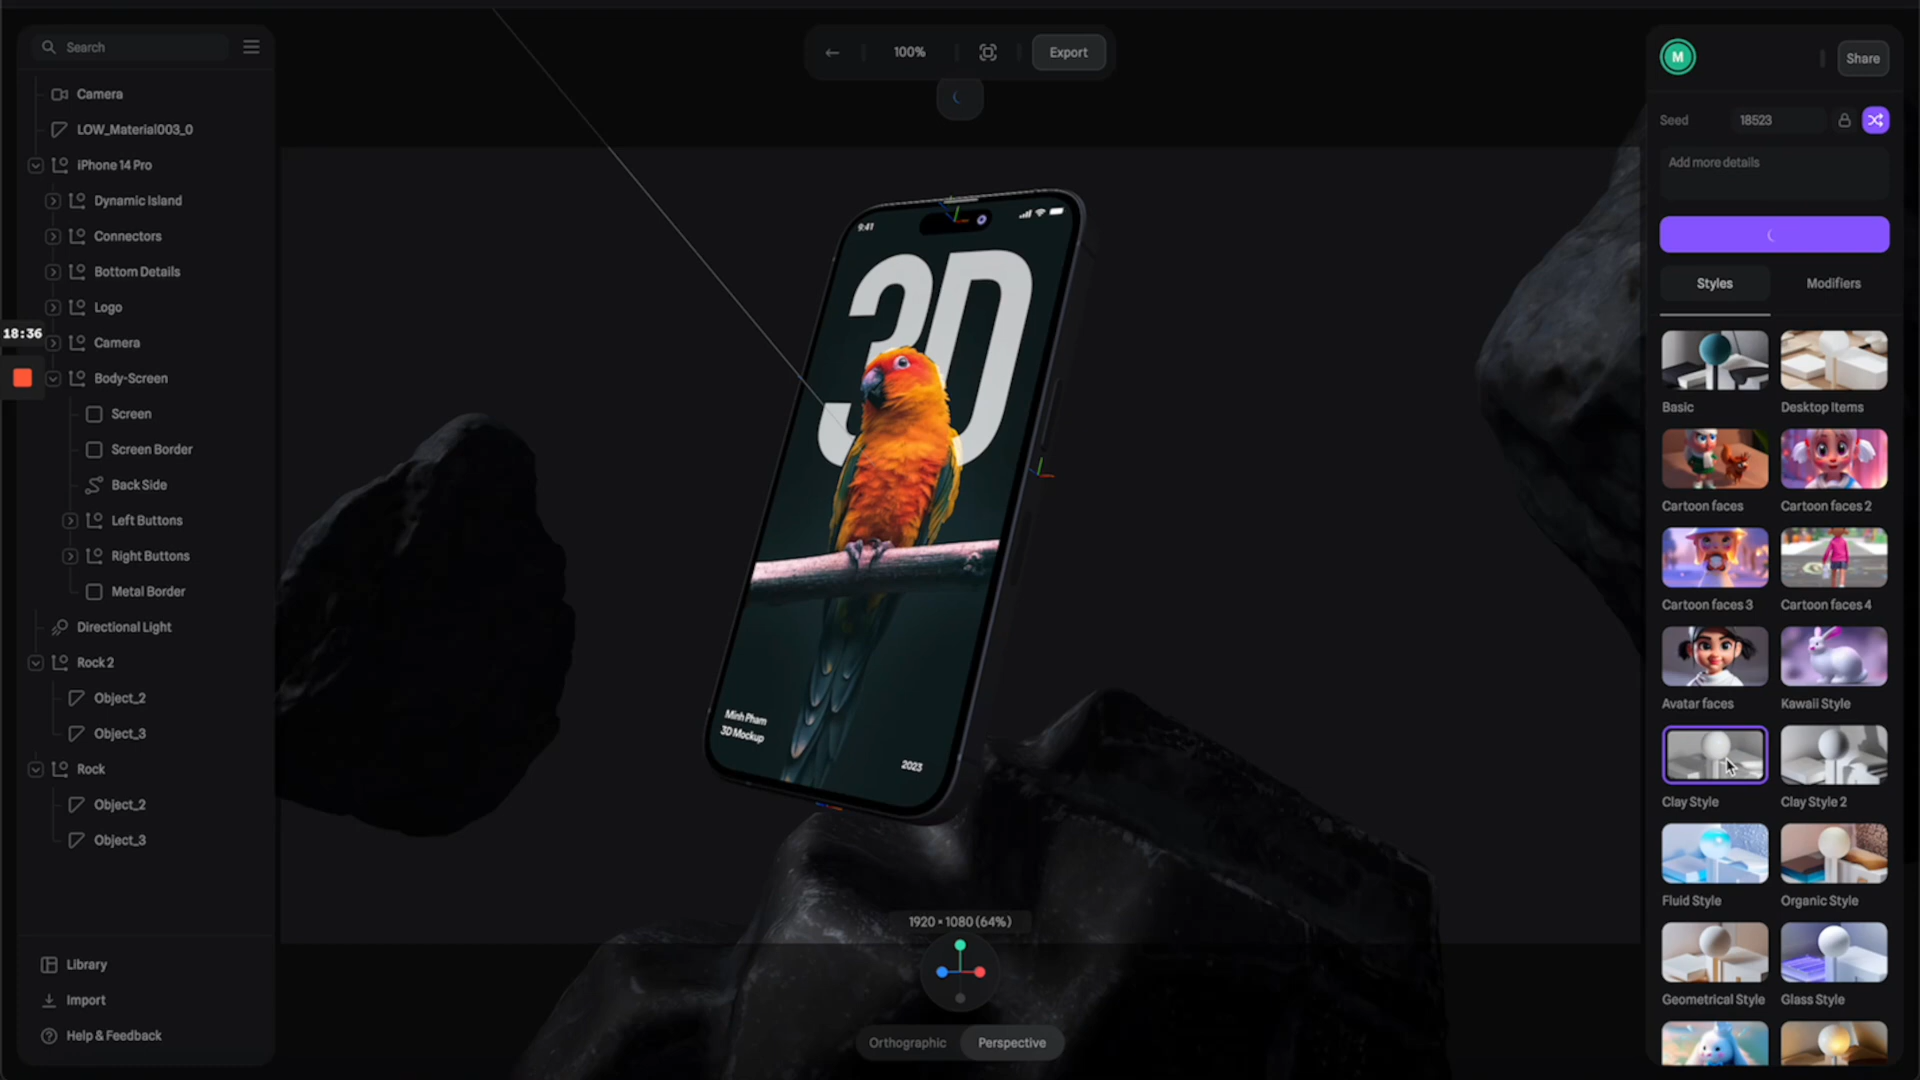 Search
Camera
LOW_Material003_0
iPhone 14 Pro
Dynamic Island
Connectors
Bottom Details
Logo
18:36
Camera
Body-Screen
Screen
Screen Border
Back Side
Left Buttons
Right Buttons
Metal Border
Directional Light
Rock 2
Object_2
Object_3
Rock
Object_2
Object_3
Library
Import
Help & Feedback
100%
Export
9:41
3D
Minh Pham
3D Mockup
2023
1920 × 1080 (64%)
Orthographic
Perspective
M
Share
Seed
18523
Add more details
Styles
Modifiers
Basic
Desktop Items
Cartoon faces
Cartoon faces 2
Cartoon faces 3
Cartoon faces 4
Avatar faces
Kawaii Style
Clay Style
Clay Style 2
Fluid Style
Organic Style
Geometrical Style
Glass Style